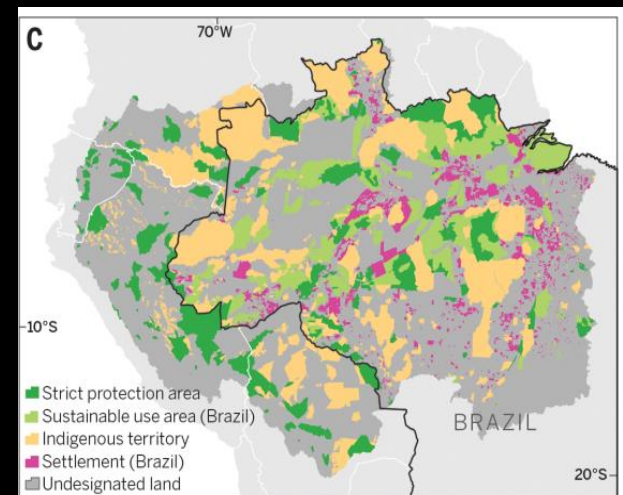 C
70°W
10°S
Strict protection area
Sustainable use area (Brazil)
Indigenous territory
Settlement (Brazil)
Undesignated land
BRAZIL
20°S